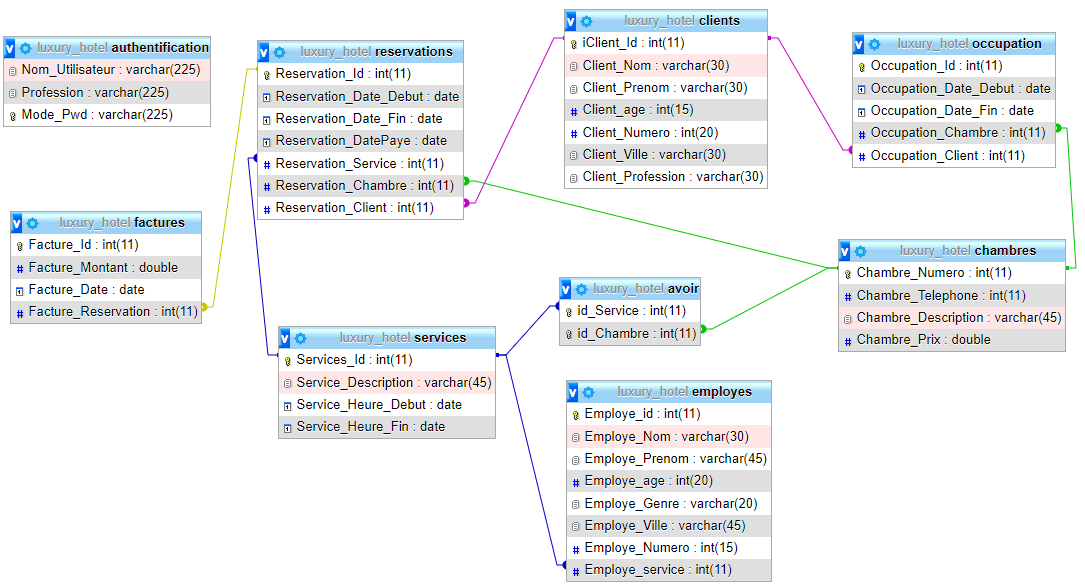 luxury_hotel authentification
Nom_Utilisateur : varchar(225)
Profession : varchar(225)
Mode_Pwd : varchar(225)
luxury_hotel reservations
Reservation_Id : int(11)
Reservation_Date_Debut : date
Reservation_Date_Fin : date
Reservation_DatePaye : date
Reservation_Service : int(11)
Reservation_Chambre : int(11)
Reservation_Client : int(11)
luxury_hotel clients
iClient_Id : int(11)
Client_Nom : varchar(30)
Client_Prenom : varchar(30)
Client_age : int(15)
Client_Numero : int(20)
Client_Ville : varchar(30)
Client_Profession : varchar(30)
luxury_hotel occupation
Occupation_Id : int(11)
Occupation_Date_Debut : date
Occupation_Date_Fin : date
Occupation_Chambre : int(11)
Occupation_Client : int(11)
luxury_hotel factures
Facture_Id : int(11)
Facture_Montant : double
Facture_Date : date
Facture_Reservation : int(11)
luxury_hotel chambres
Chambre_Numero : int(11)
Chambre_Telephone : int(11)
Chambre_Description : varchar(45)
Chambre_Prix : double
luxury_hotel avoir
id_Service : int(11)
id_Chambre : int(11)
luxury_hotel services
Services_Id : int(11)
Service_Description : varchar(45)
Service_Heure_Debut : date
Service_Heure_Fin : date
luxury_hotel employes
Employe_id : int(11)
Employe_Nom : varchar(30)
Employe_Prenom : varchar(45)
Employe_age : int(20)
Employe_Genre : varchar(20)
Employe_Ville : varchar(45)
Employe_Numero : int(15)
Employe_service : int(11)